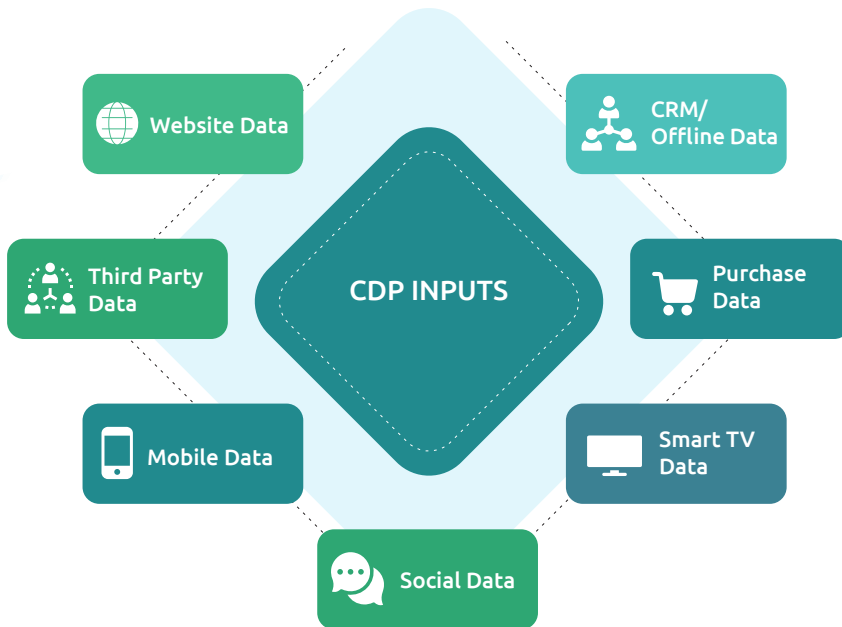 Website Data
CRM/
Offline Data
Third Party
Data
CDP INPUTS
Purchase
Data
Mobile Data
Smart TV
Data
Social Data